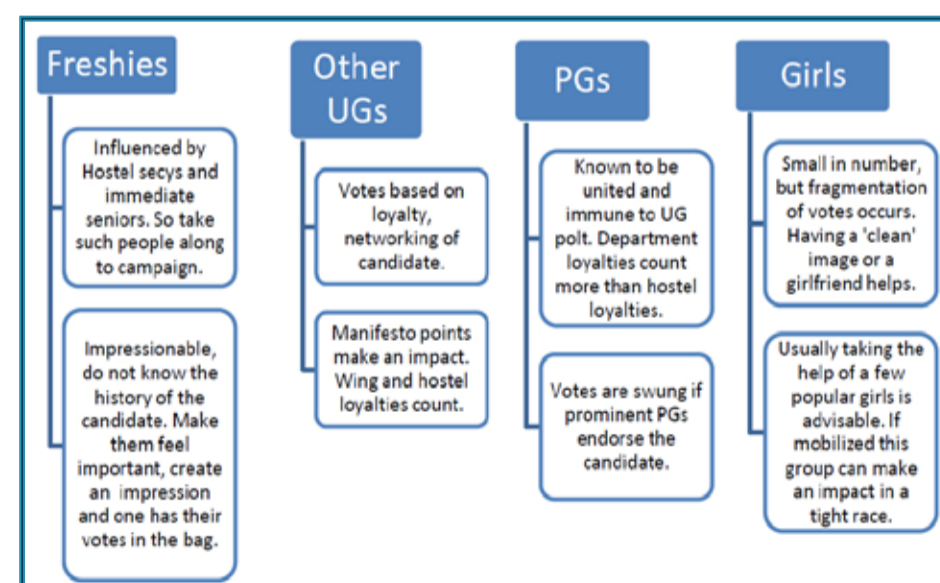 Freshies
Influenced by
Hostel secys and
immediate
seniors. So take
such people along
to campaign.
Impressionable,
do not know the
history of the
candidate. Make
them feel
important, create
an impression
and one has their
votes in the bag.
Other
UGs
Votes based on
loyalty,
networking of
candidate.
Manifesto points
make an impact.
Wing and hostel
loyalties count.
PGs
Known to be
united and
immune to UG
polt. Department
loyalties count
more than hostel
loyalties.
Votes are swung if
prominent PGs
endorse the
candidate.
Girls
Small in number,
but fragmentation
of votes occurs.
Having a 'clean'
image or a
girlfriend helps.
Usually taking the
help of a few
popular girls is
advisable. If
mobilized this
group can make
an impact in a
tight race.